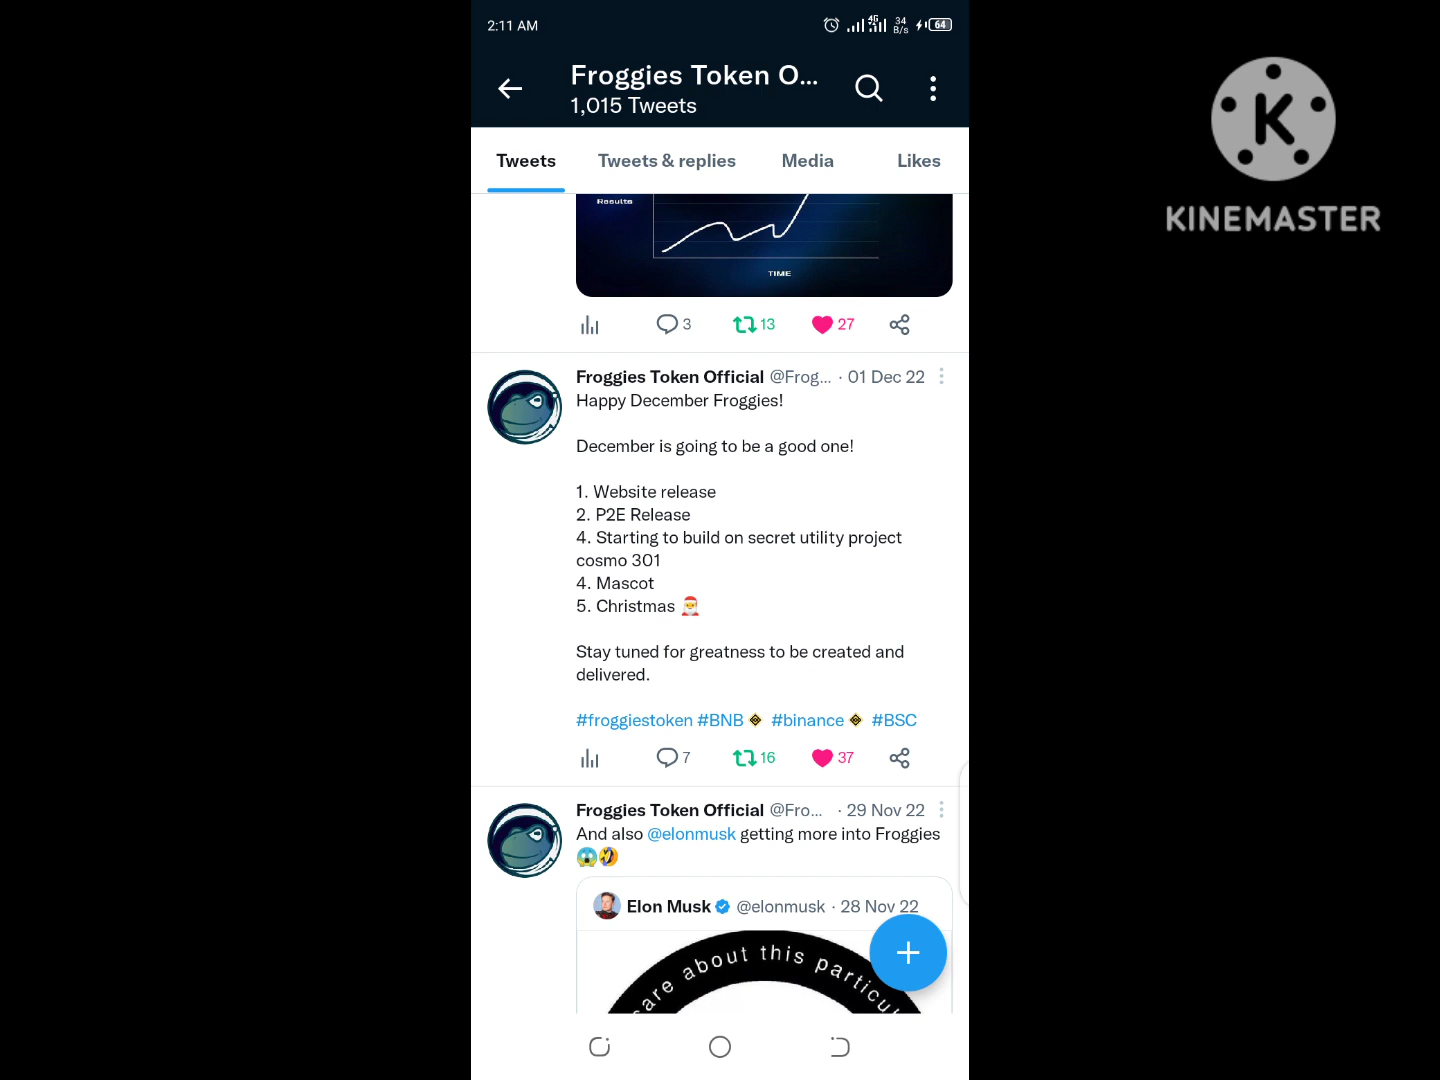 2:11 AM
4G
34
B/s
64
Froggies Token O...
1,015 Tweets
K
KINEMASTER
Tweets Tweets & replies Media Likes
Results
TIME
3 13 27
Froggies Token Official @Frog... · 01 Dec 22
Happy December Froggies!
December is going to be a good one!
1. Website release
2. P2E Release
4. Starting to build on secret utility project
cosmo 301
4. Mascot
5. Christmas 🎅
Stay tuned for greatness to be created and
delivered.
#froggiestoken #BNB #binance #BSC
7 16 37
Froggies Token Official @Fro... · 29 Nov 22
And also @elonmusk getting more into Froggies
😱🤣
Elon Musk @elonmusk · 28 Nov 22
about this